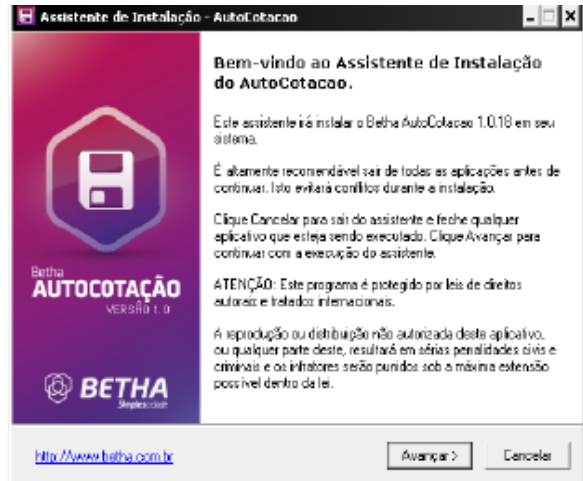 Assistente de Instalação - AutoCotacao
Bem-vindo ao Assistente de Instalação
do AutoCotacao.
Este assistente irá instalar o Betha AutoCotacao 1.0.18 em seu
sistema.
É altamente recomendável sair de todas as aplicações antes de
continuar. Isto evitará conflitos durante a instalação.
Clique Cancelar para sair do assistente e feche qualquer
aplicativo que esteja sendo executado. Clique Avançar para
continuar com a execução do assistente.
ATENÇÃO: Este programa é protegido por leis de direitos
autorais e tratados internacionais.
A reprodução ou distribuição não autorizada deste aplicativo,
ou qualquer parte deste, resultará em sérias penalidades civis e
criminais e os infratores serão punidos sob a máxima extensão
possível dentro da lei.
Betha
AUTOCOTAÇÃO
VERSÃO 1.0
BETHA
http://www.betha.com.br
Avançar >
Cancelar